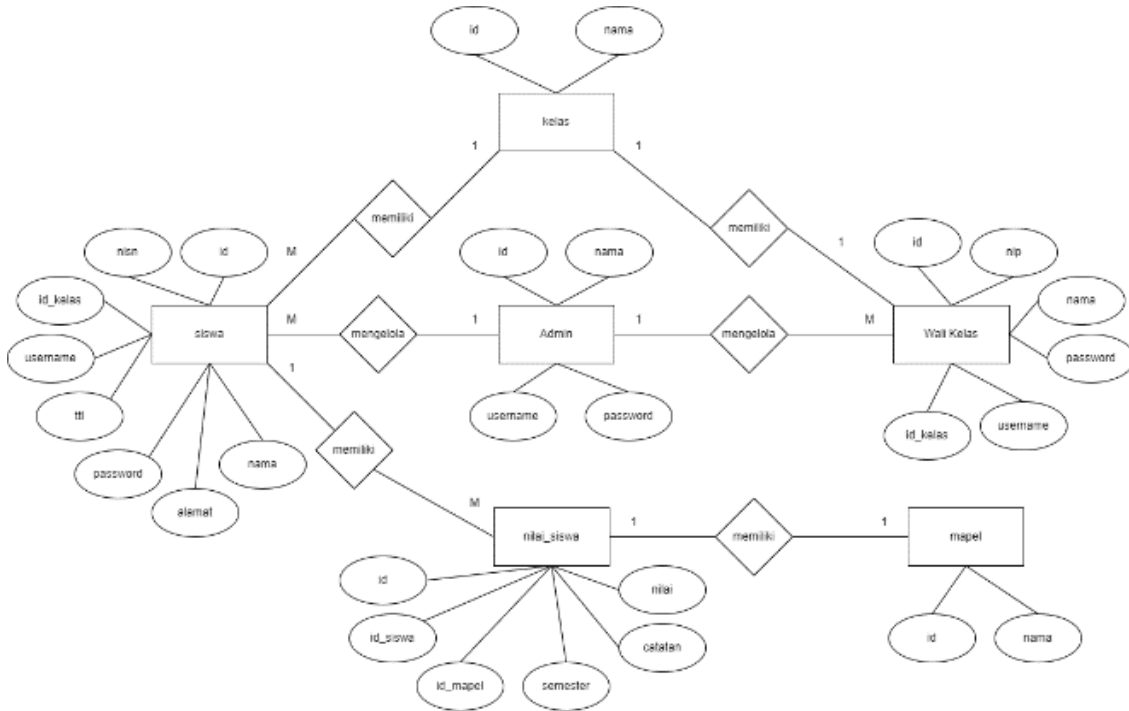 id
nama
kelas
1
1
memiliki
memiliki
M
1
nisn
id
id
nama
id
nip
id_kelas
nama
siswa
M
mengelola
1
Admin
1
mengelola
M
Wali Kelas
username
password
1
ttl
username
password
id_kelas
username
password
nama
memiliki
alamat
M
nilai_siswa
1
memiliki
1
mapel
id
nilai
id_siswa
catatan
id
nama
id_mapel
semester